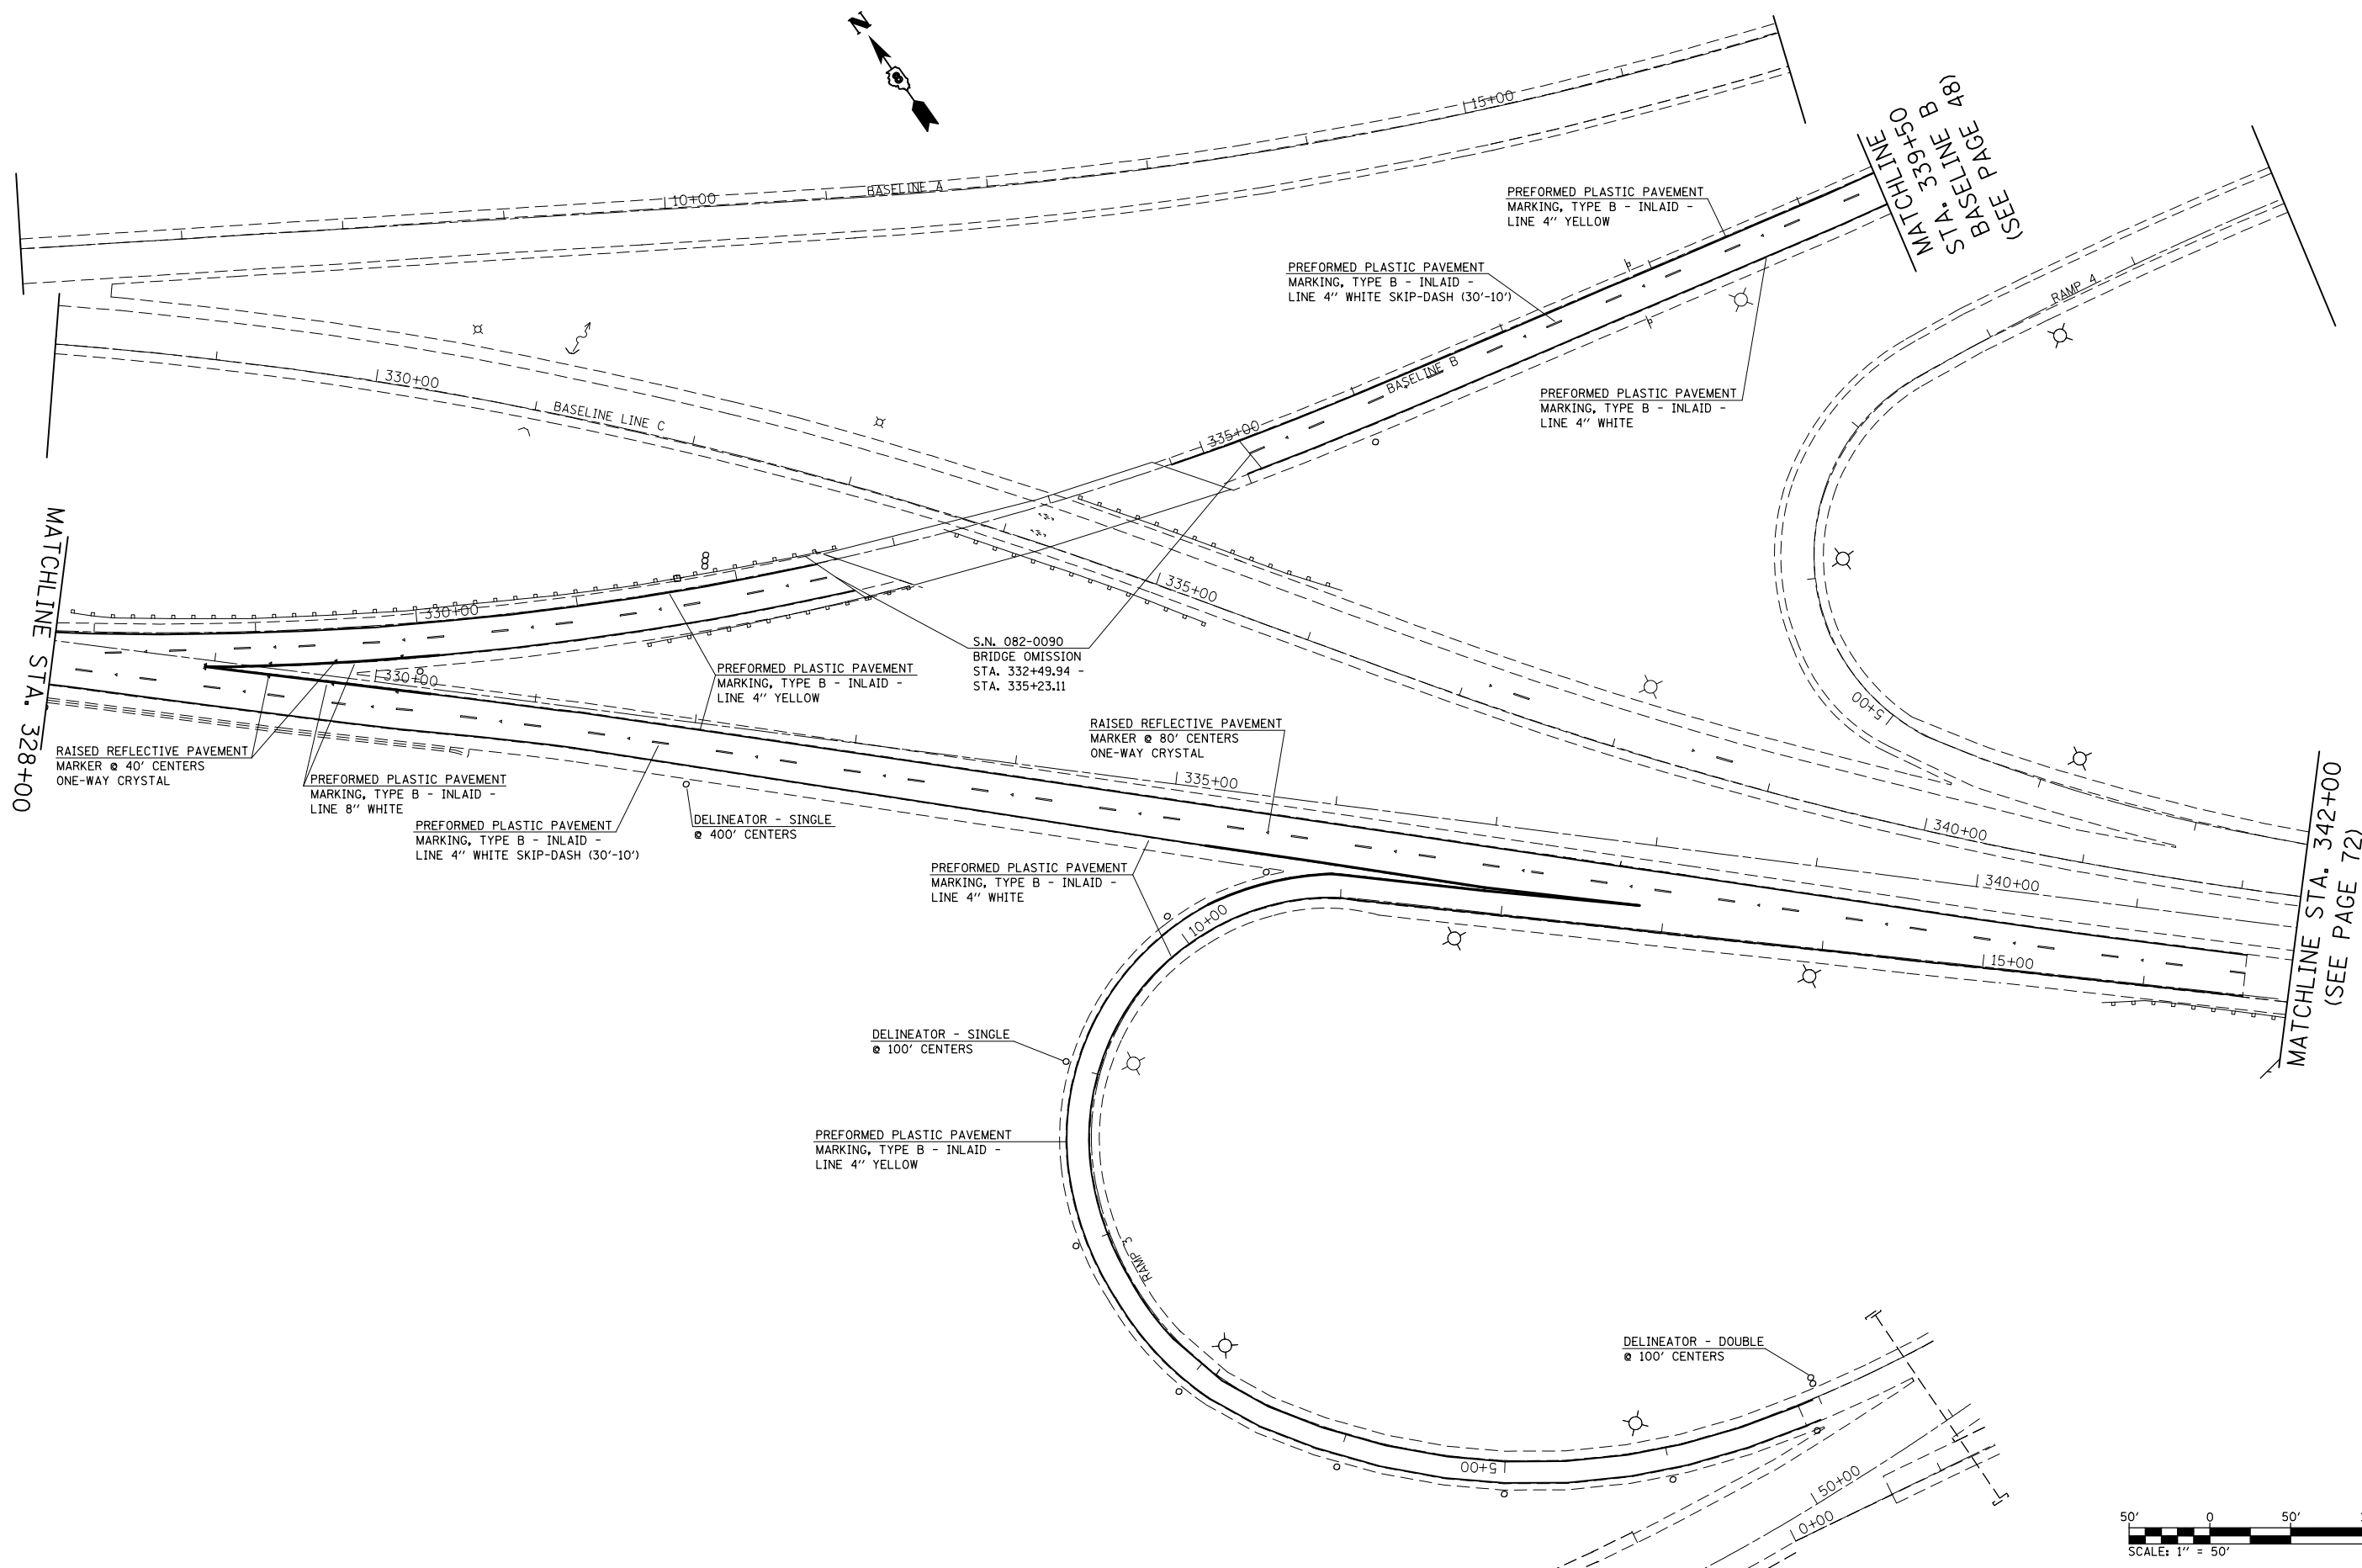 N
8
15+00
10+00
BASELINE A
MATCHLINE
STA. 339+50
BASELINE B
(SEE PAGE 48)
PREFORMED PLASTIC PAVEMENT
MARKING, TYPE B - INLAID -
LINE 4" YELLOW
PREFORMED PLASTIC PAVEMENT
MARKING, TYPE B - INLAID -
LINE 4" WHITE SKIP-DASH (30'-10')
RAMP 4
330+00
BASELINE LINE C
BASELINE B
PREFORMED PLASTIC PAVEMENT
MARKING, TYPE B - INLAID -
LINE 4" WHITE
335+00
MATCHLINE STA. 328+00
330+00
335+00
S.N. 082-0090
BRIDGE OMISSION
STA. 332+49.94 -
STA. 335+23.11
PREFORMED PLASTIC PAVEMENT
MARKING, TYPE B - INLAID -
LINE 4" YELLOW
330+00
5+00
RAISED REFLECTIVE PAVEMENT
MARKER @ 40' CENTERS
ONE-WAY CRYSTAL
PREFORMED PLASTIC PAVEMENT
MARKING, TYPE B - INLAID -
LINE 8" WHITE
PREFORMED PLASTIC PAVEMENT
MARKING, TYPE B - INLAID -
LINE 4" WHITE SKIP-DASH (30'-10')
DELINEATOR - SINGLE
@ 400' CENTERS
RAISED REFLECTIVE PAVEMENT
MARKER @ 80' CENTERS
ONE-WAY CRYSTAL
335+00
340+00
340+00
MATCHLINE STA. 342+00
(SEE PAGE 72)
PREFORMED PLASTIC PAVEMENT
MARKING, TYPE B - INLAID -
LINE 4" WHITE
10+00
15+00
DELINEATOR - SINGLE
@ 100' CENTERS
PREFORMED PLASTIC PAVEMENT
MARKING, TYPE B - INLAID -
LINE 4" YELLOW
RAMP 3
DELINEATOR - DOUBLE
@ 100' CENTERS
5+00
50+00
0+00
50' 0 50'
SCALE: 1" = 50'